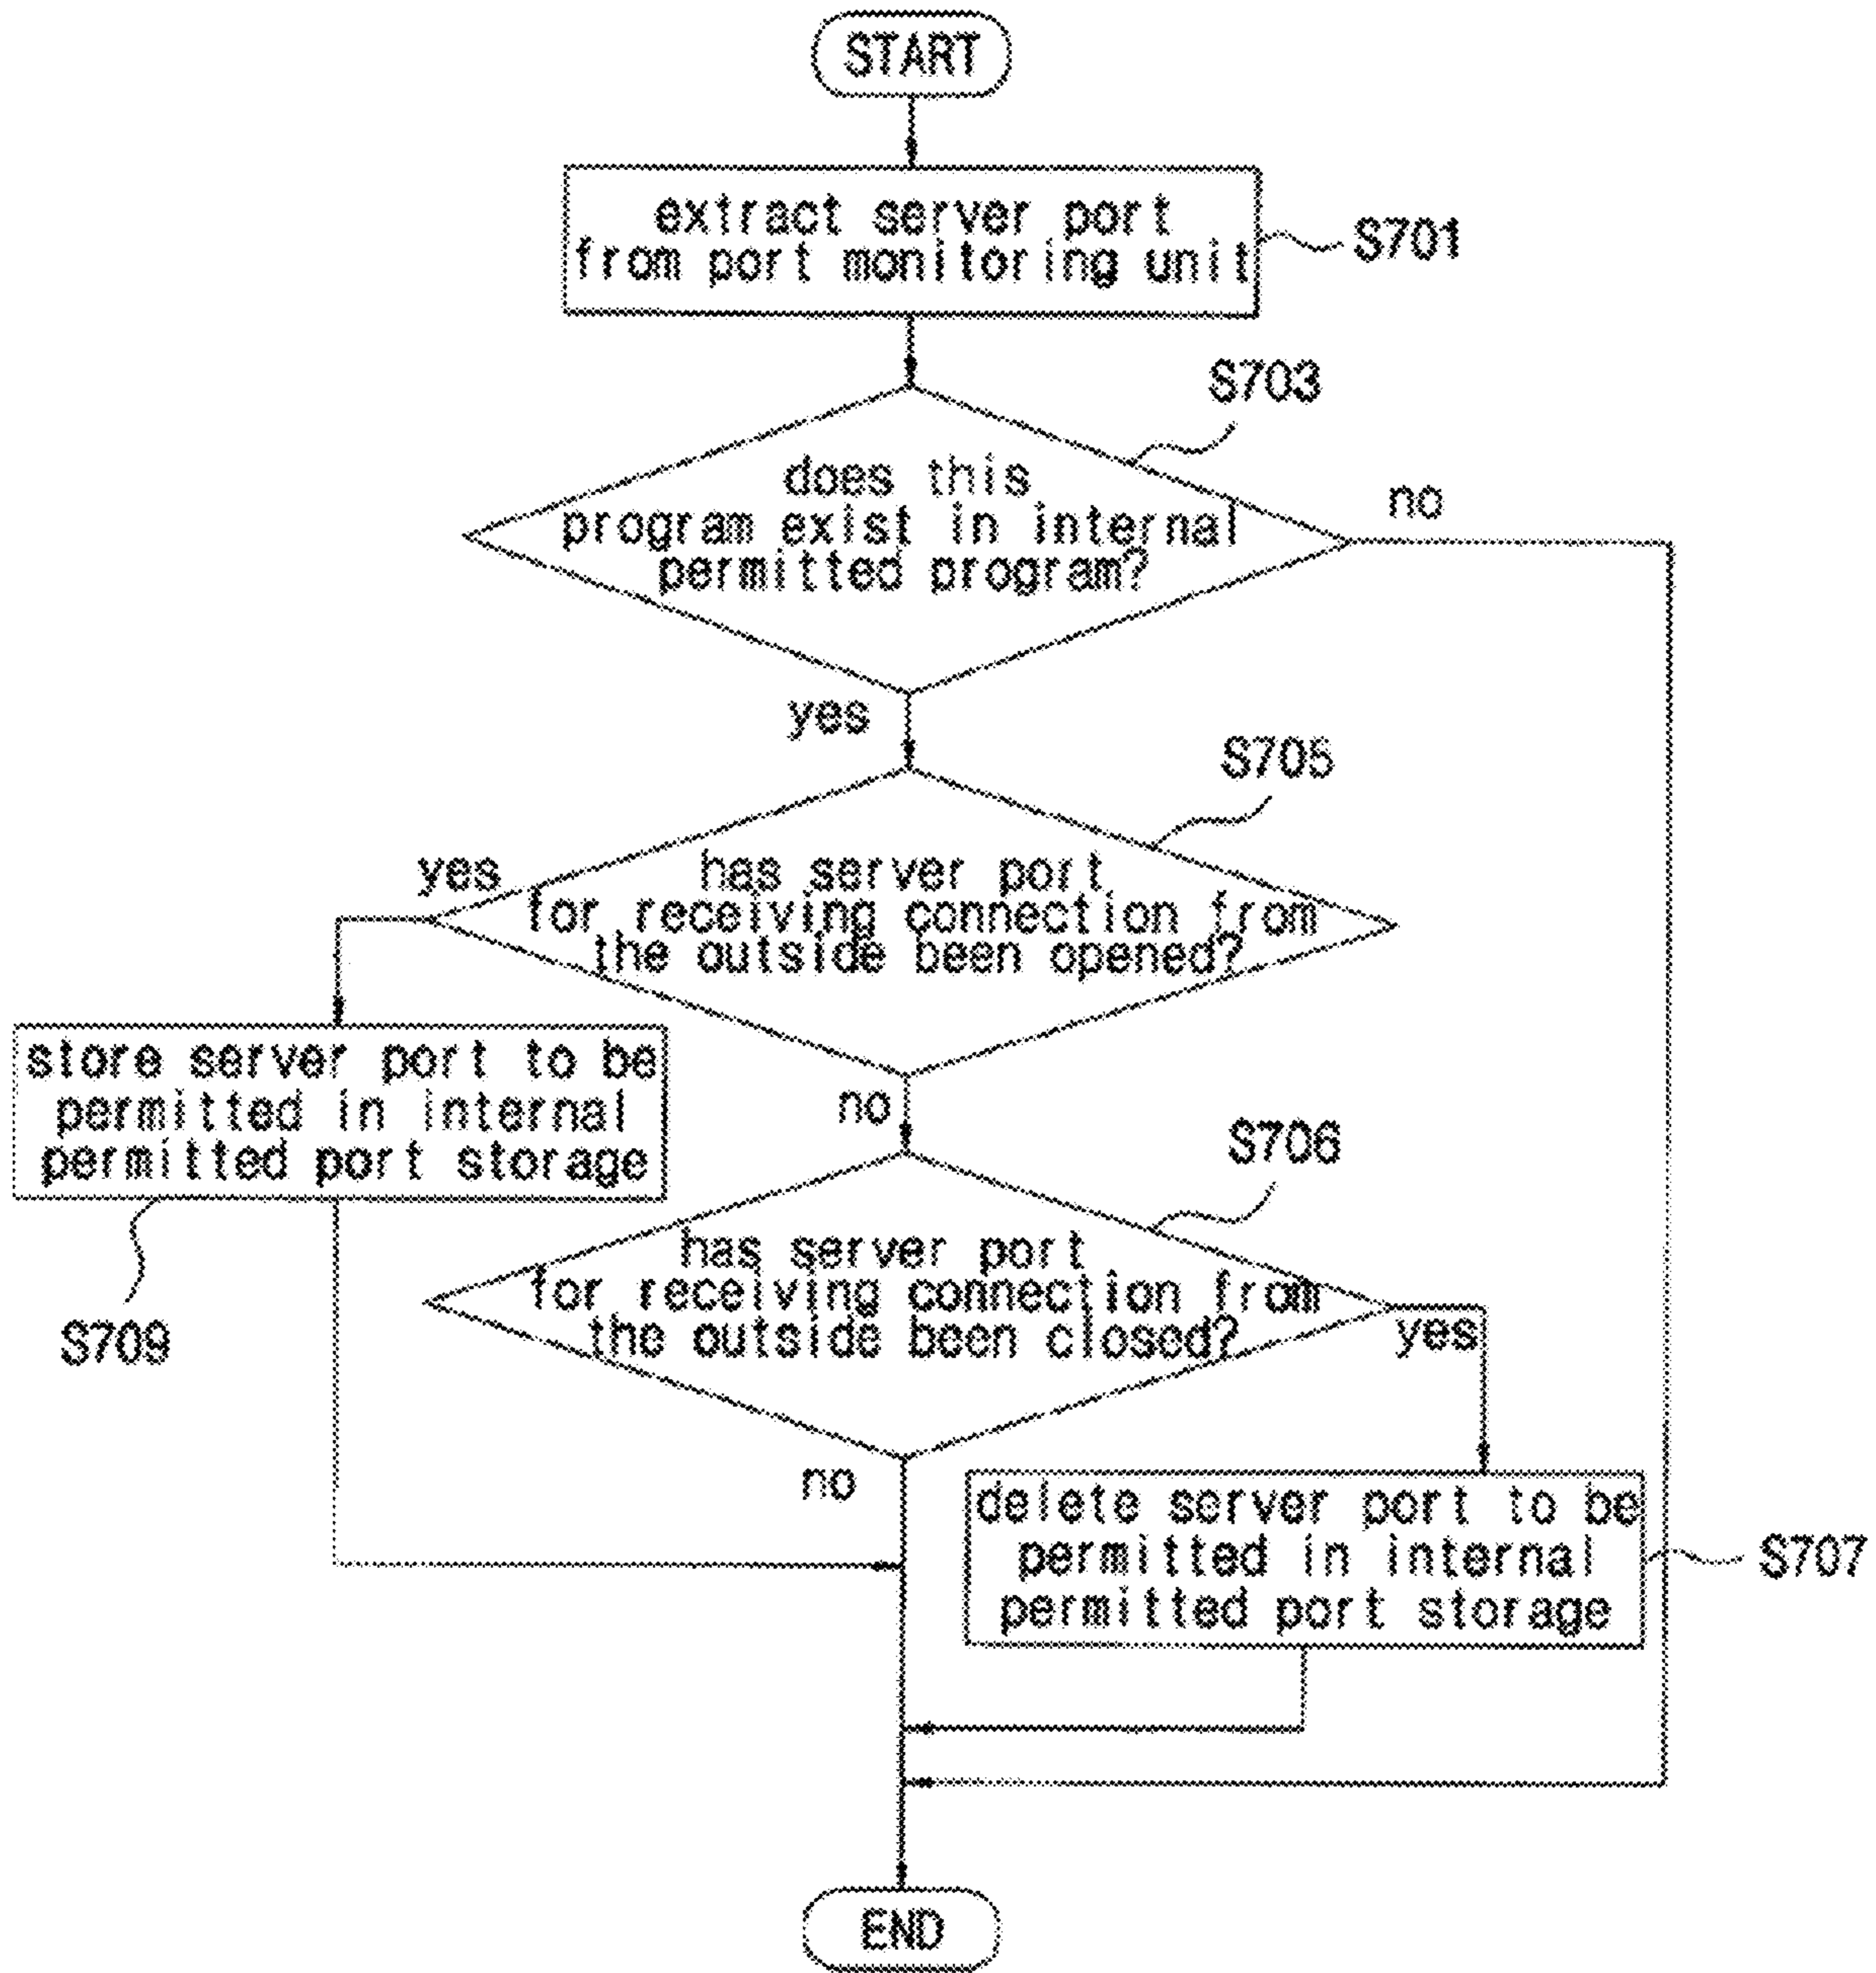 START
extract server port
from port monitoring unit
S701
S703
does this
program exist in internal
permitted program?
no
yes
S705
yes
has server port
for receiving connection from
the outside been opened?
store server port to be
permitted in internal
permitted port storage
S709
no
S706
has server port
for receiving connection from
the outside been closed?
yes
no
delete server port to be
permitted in internal
permitted port storage
S707
END